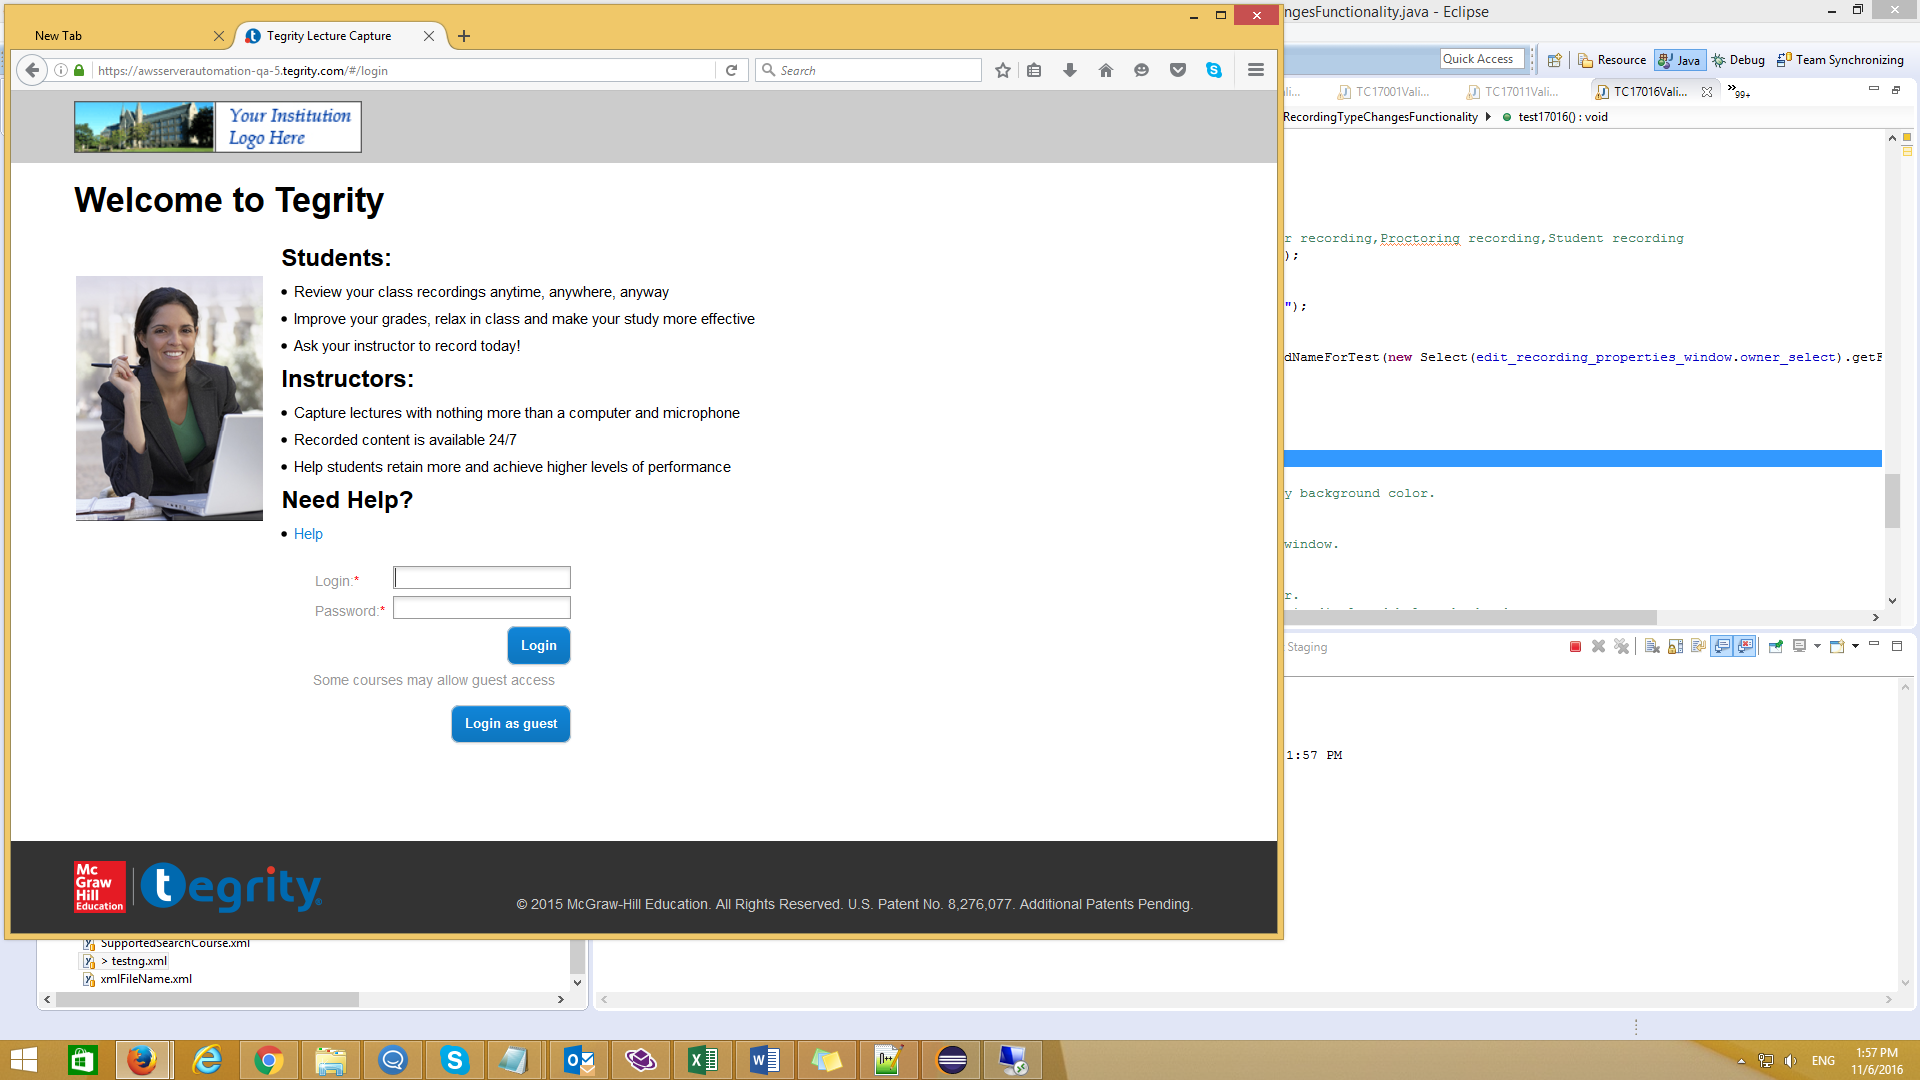 ngesFunctionality.java - Eclipse
New Tab
Tegrity Lecture Capture
https://awsserverautomation-qa-5.tegrity.com/#/login
Search
Quick Access
Resource
Java
Debug
Team Synchronizing
TC17001Vali...
TC17011Vali...
TC17016Vali...
99+
RecordingTypeChangesFunctionality
test17016() : void
Your Institution
Logo Here
Welcome to Tegrity
Students:
Review your class recordings anytime, anywhere, anyway
Improve your grades, relax in class and make your study more effective
Ask your instructor to record today!
Instructors:
Capture lectures with nothing more than a computer and microphone
Recorded content is available 24/7
Help students retain more and achieve higher levels of performance
Need Help?
Help
Login:*
Password:*
Login
Some courses may allow guest access
Login as guest
r recording,Proctoring recording,Student recording
);
");
dNameForTest(new Select(edit_recording_properties_window.owner_select).getF
y background color.
window.
r.
Staging
1:57 PM
Mc
Graw
Hill
Education
tegrity
© 2015 McGraw-Hill Education. All Rights Reserved. U.S. Patent No. 8,276,077. Additional Patents Pending.
SupportedSearchCourse.xml
> testng.xml
xmlFileName.xml
ENG
1:57 PM
11/6/2016